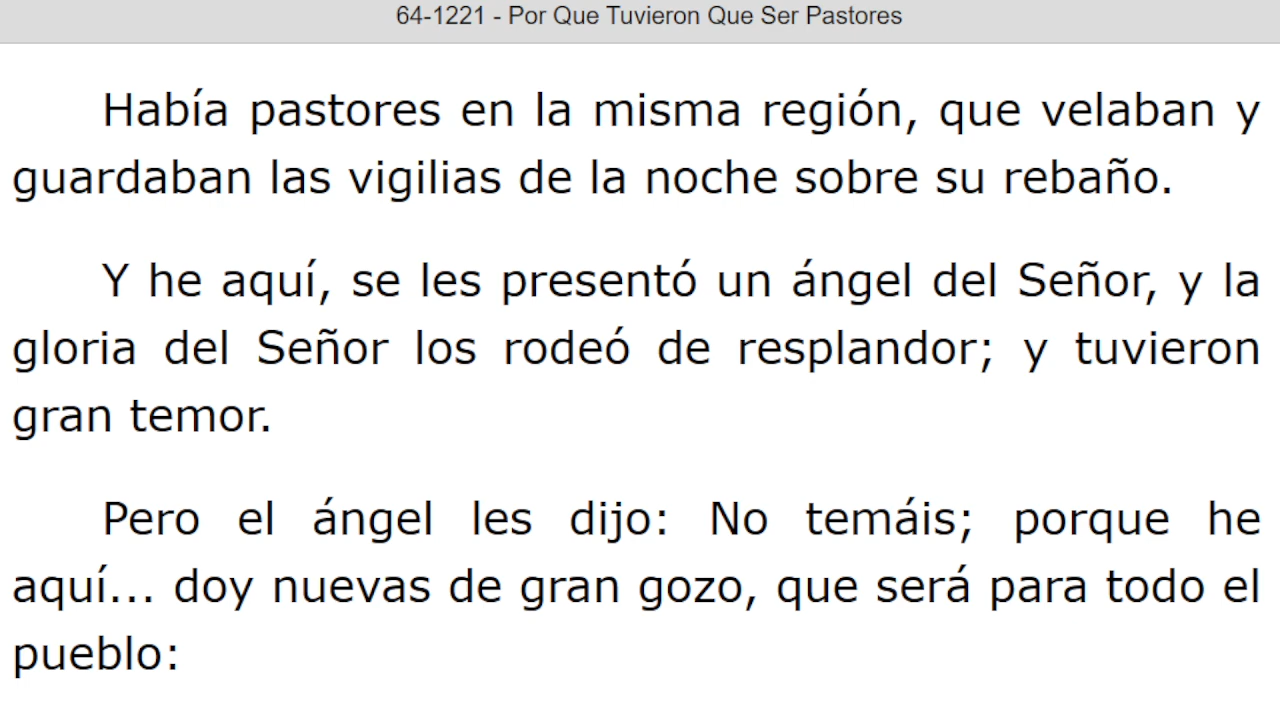 64-1221 - Por Que Tuvieron Que Ser Pastores
Había pastores en la misma región, que velaban y
guardaban las vigilias de la noche sobre su rebaño.
Y he aquí, se les presentó un ángel del Señor, y la
gloria del Señor los rodeó de resplandor; y tuvieron
gran temor.
Pero el ángel les dijo: No temáis; porque he
aquí... doy nuevas de gran gozo, que será para todo el
pueblo: